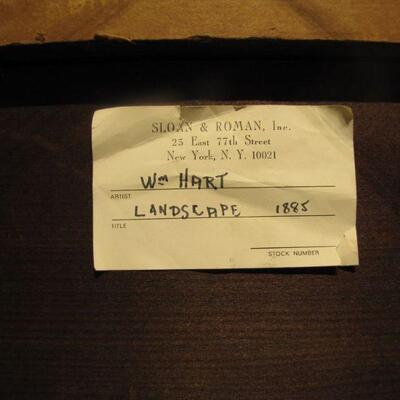 SLOAN & ROMAN, Inc.
25 East 77th Street
New York, N. Y. 10021
Wm HART
ARTIST
LANDSCAPE 1885
TITLE
STOCK NUMBER